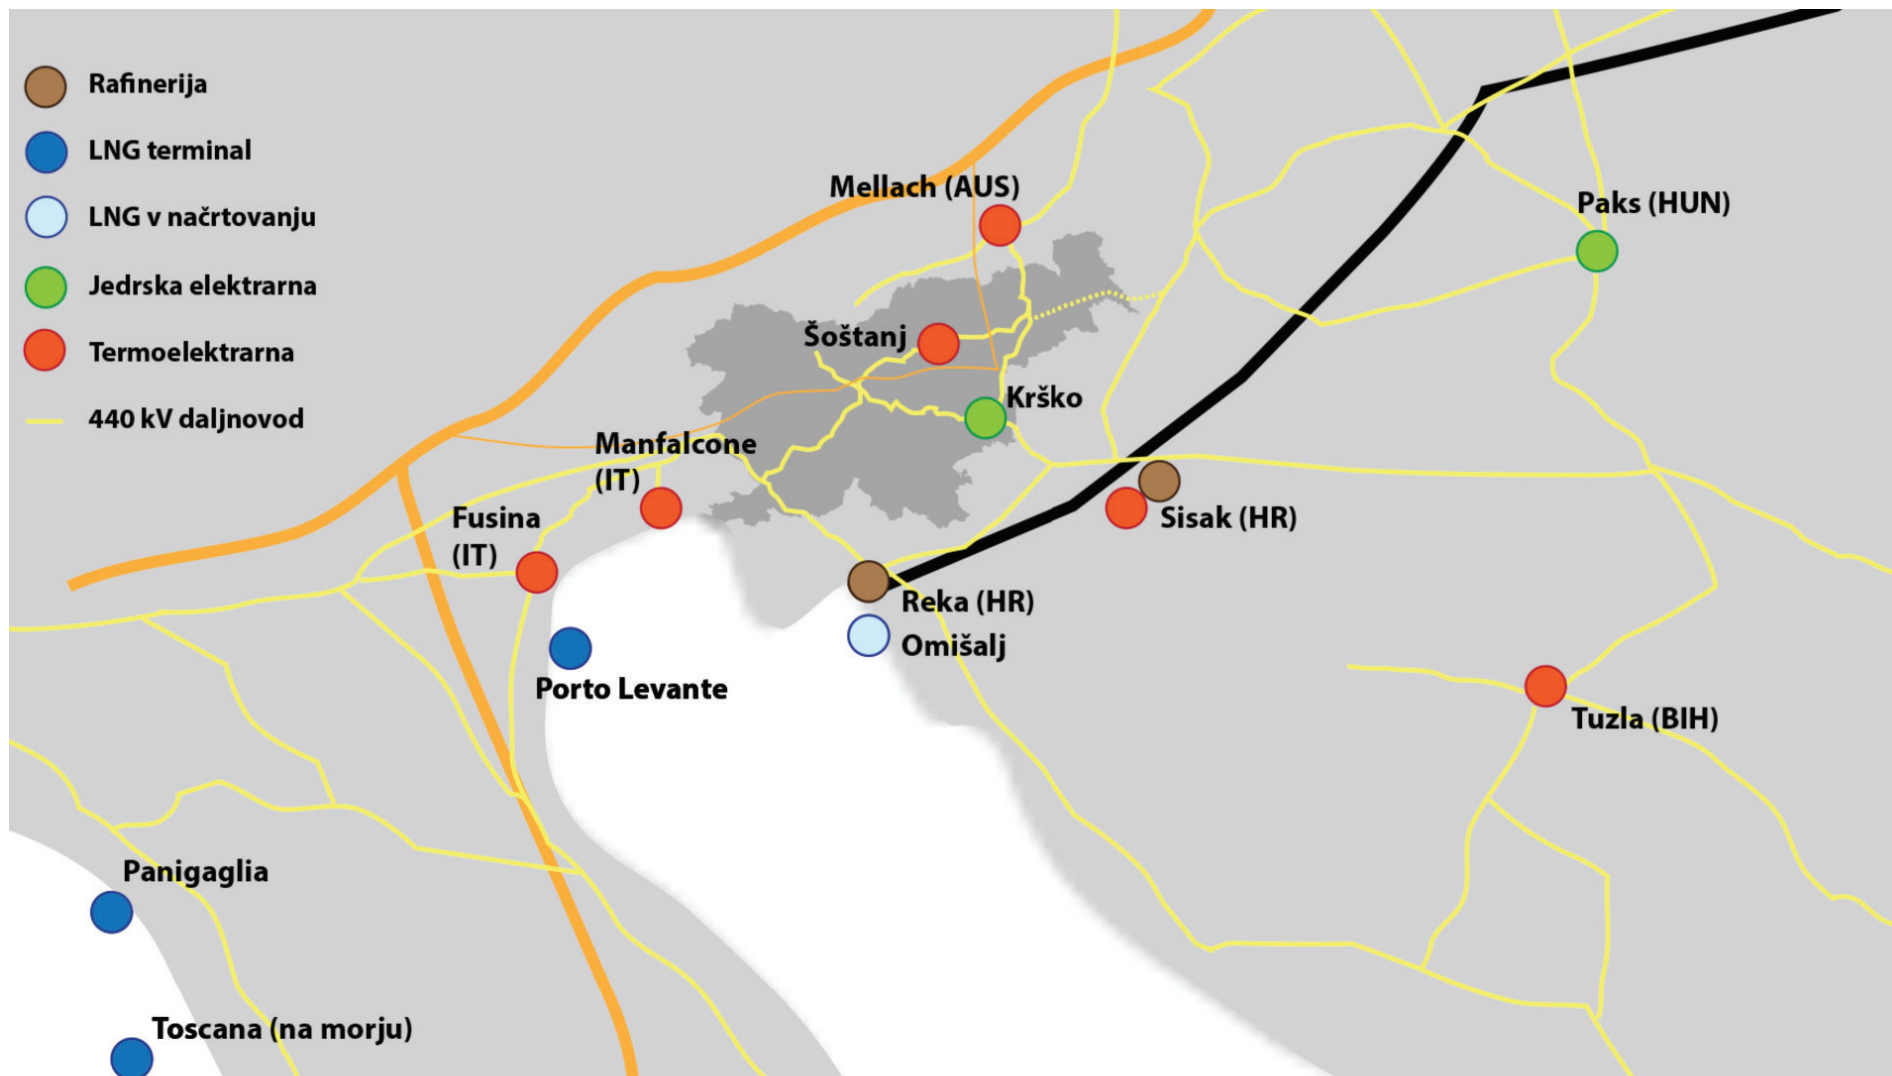 Rafinerija
LNG terminal
LNG v načrtovanju
Jedrska elektrarna
Termoelektrarna
440 kV daljnovod
Mellach (AUS)
Paks (HUN)
Šoštanj
Krško
Manfalcone
(IT)
Fusina
(IT)
Sisak (HR)
Reka (HR)
Omišalj
Porto Levante
Tuzla (BIH)
Panigaglia
Toscana (na morju)